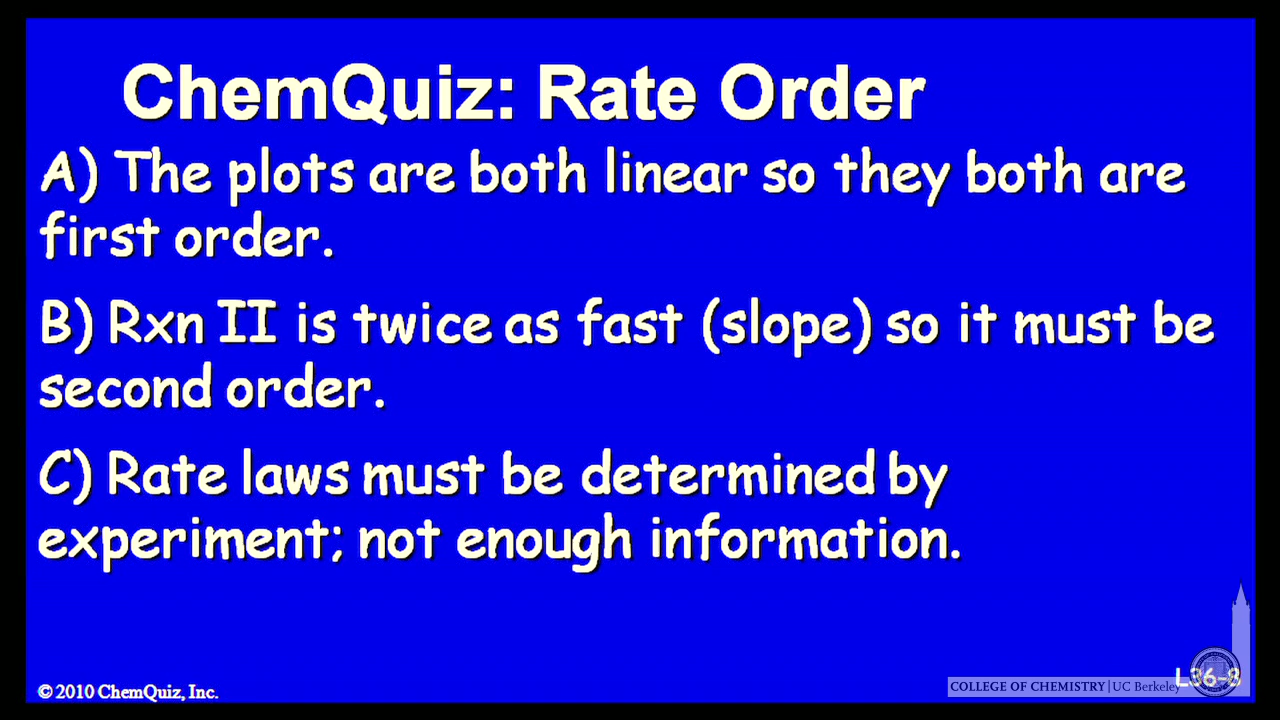 ChemQuiz: Rate Order
A) The plots are both linear so they both are
first order.
B) Rxn II is twice as fast (slope) so it must be
second order.
C) Rate laws must be determined by
experiment; not enough information.
© 2010 ChemQuiz, Inc.
COLLEGE OF CHEMISTRY | UC Berkeley
L36-8